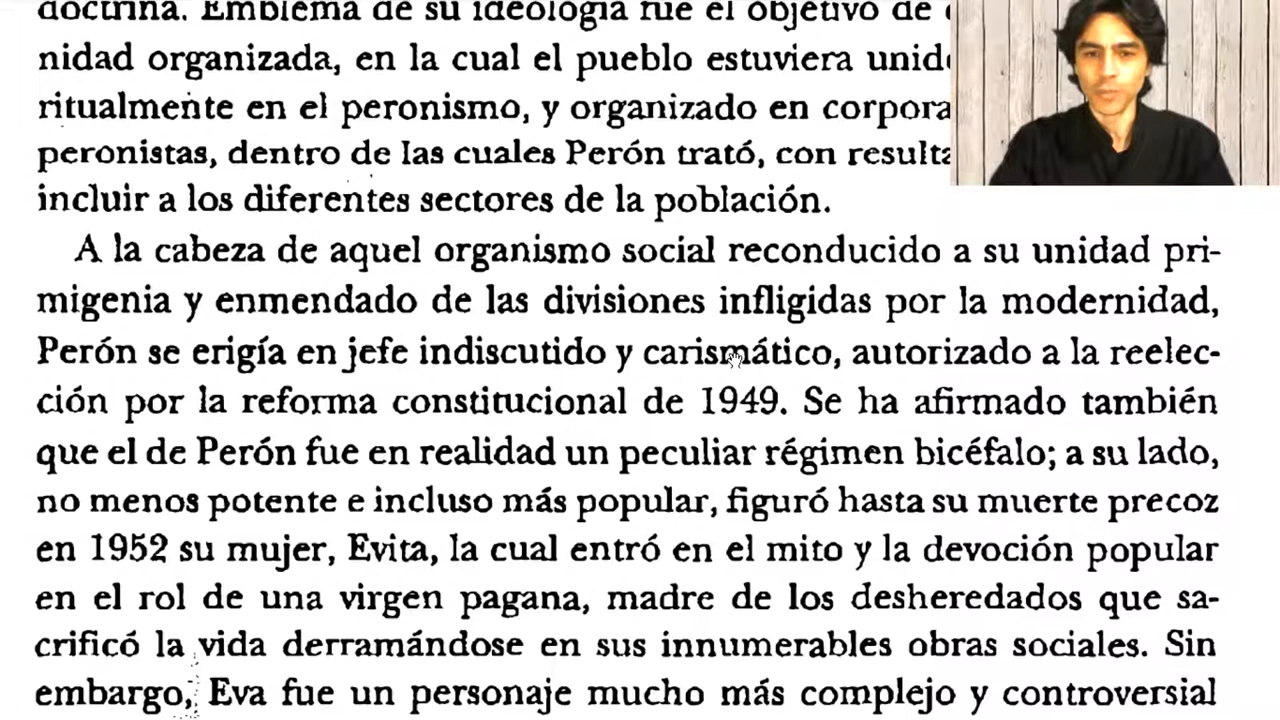 doctrina. Emblema de su ideología fue el objetivo de
nidad organizada, en la cual el pueblo estuviera
ritualmente en el peronismo, y organizado en
peronistas, dentro de las cuales Perón trató, con
incluir a los diferentes sectores de la población.
A la cabeza de aquel organismo social reconducido a su unidad pri-
migenia y enmendado de las divisiones infligidas por la modernidad,
Perón se erigía en jefe indiscutido y carismático, autorizado a la reelec-
ción por la reforma constitucional de 1949. Se ha afirmado también
que el de Perón fue en realidad un peculiar régimen bicéfalo; a su lado,
no menos potente e incluso más popular, figuró hasta su muerte precoz
en 1952 su mujer, Evita, la cual entró en el mito y la devoción popular
en el rol de una virgen pagana, madre de los desheredados que sa-
crificó la vida derramándose en sus innumerables obras sociales. Sin
embargo, Eva fue un personaje mucho más complejo y controversial